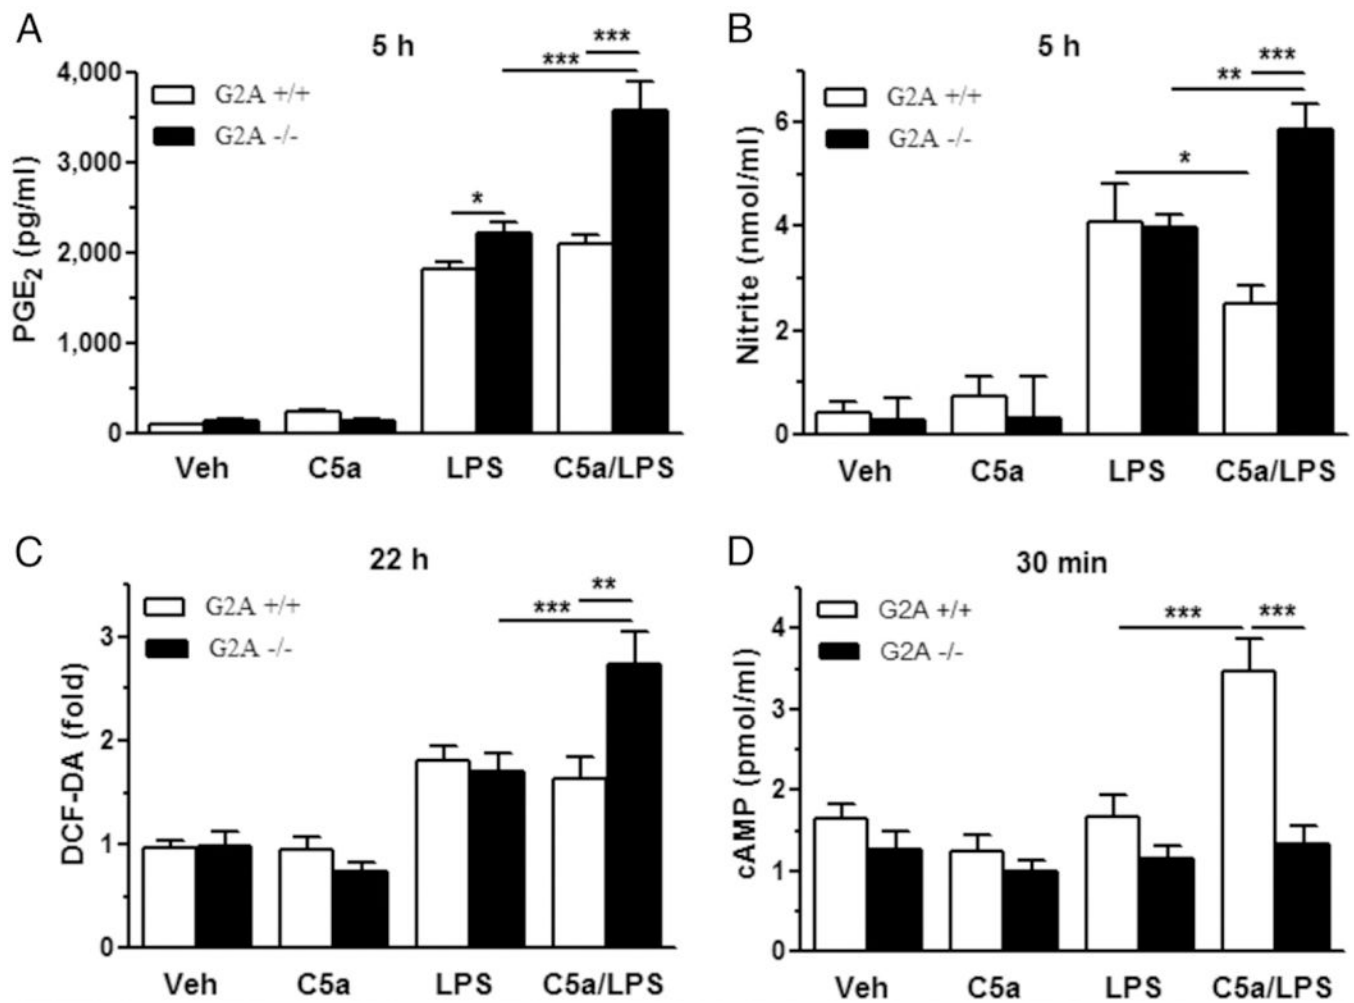 A
5 h
***
***
4,000
3,000
2,000
1,000
0
PGE2 (pg/ml)
G2A +/+
G2A -/-
*
Veh C5a LPS C5a/LPS
B
5 h
***
**
*
6
4
2
0
Nitrite (nmol/ml)
G2A +/+
G2A -/-
Veh C5a LPS C5a/LPS
C
22 h
**
***
3
2
1
0
DCF-DA (fold)
G2A +/+
G2A -/-
Veh C5a LPS C5a/LPS
D
30 min
*** ***
4
3
2
1
0
cAMP (pmol/ml)
G2A +/+
G2A -/-
Veh C5a LPS C5a/LPS